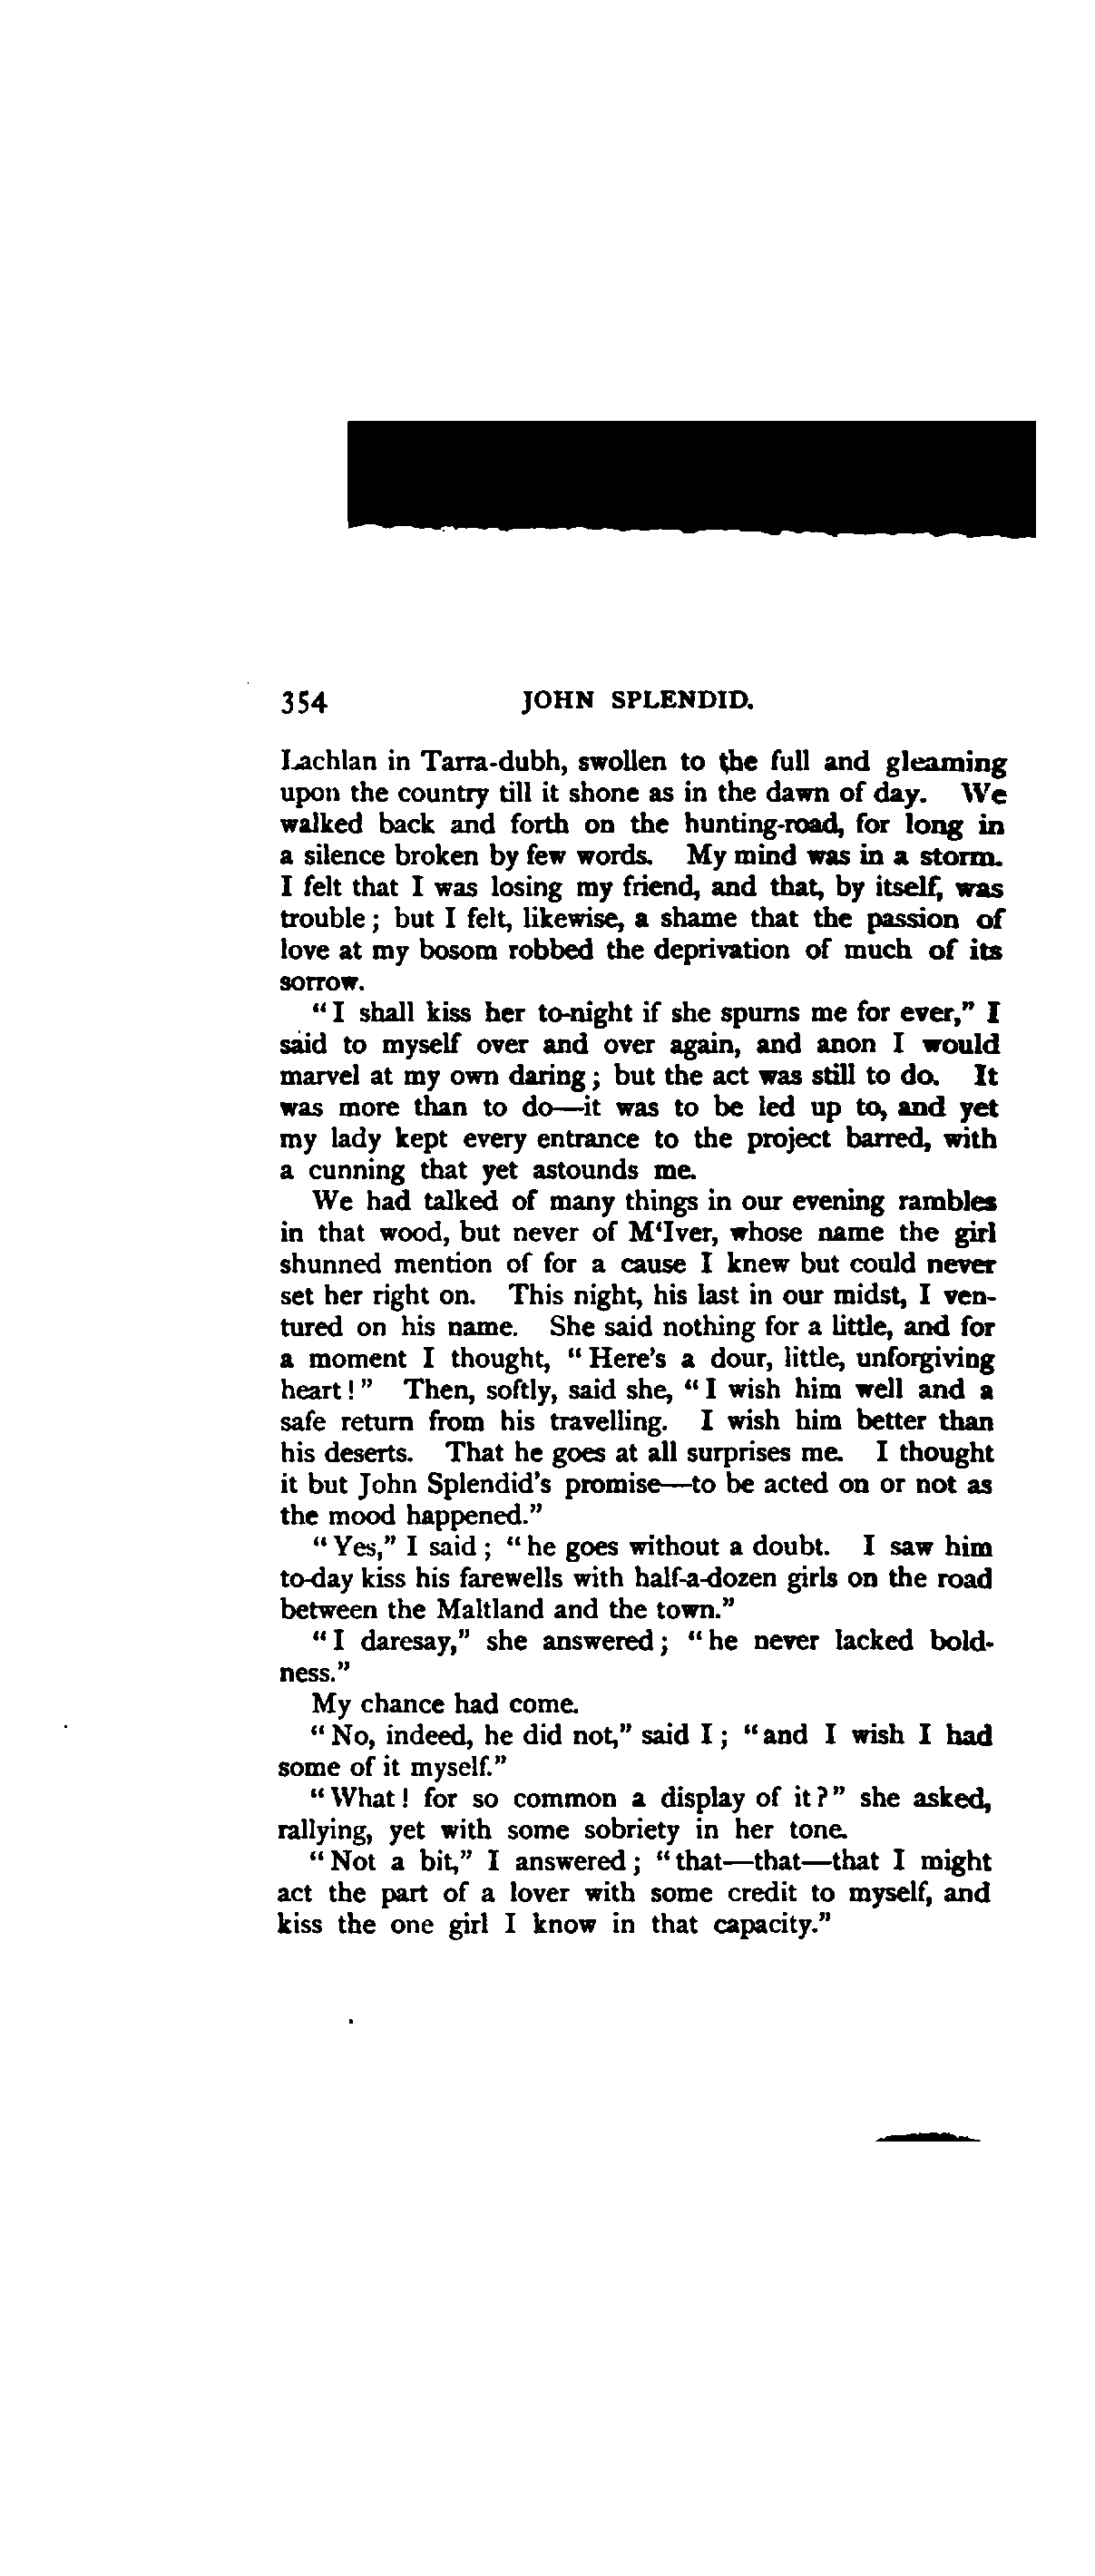 354 JOHN SPLENDID.
Lachlan in Tarra-dubh, swollen to the full and gleaming
upon the country till it shone as in the dawn of day. We
walked back and forth on the hunting-road, for long in
a silence broken by few words. My mind was in a storm.
I felt that I was losing my friend, and that, by itself, was
trouble; but I felt, likewise, a shame that the passion of
love at my bosom robbed the deprivation of much of its
sorrow.
"I shall kiss her to-night if she spurns me for ever," I
said to myself over and over again, and anon I would
marvel at my own daring; but the act was still to do. It
was more than to do—it was to be led up to, and yet
my lady kept every entrance to the project barred, with
a cunning that yet astounds me.
We had talked of many things in our evening rambles
in that wood, but never of M'Iver, whose name the girl
shunned mention of for a cause I knew but could never
set her right on. This night, his last in our midst, I ven-
tured on his name. She said nothing for a little, and for
a moment I thought, "Here's a dour, little, unforgiving
heart!" Then, softly, said she, "I wish him well and a
safe return from his travelling. I wish him better than
his deserts. That he goes at all surprises me. I thought
it but John Splendid's promise—to be acted on or not as
the mood happened."
"Yes," I said; "he goes without a doubt. I saw him
to-day kiss his farewells with half-a-dozen girls on the road
between the Maltland and the town."
"I daresay," she answered; "he never lacked bold-
ness."
My chance had come.
"No, indeed, he did not," said I; "and I wish I had
some of it myself."
"What! for so common a display of it?" she asked,
rallying, yet with some sobriety in her tone.
"Not a bit," I answered; "that—that—that I might
act the part of a lover with some credit to myself, and
kiss the one girl I know in that capacity."